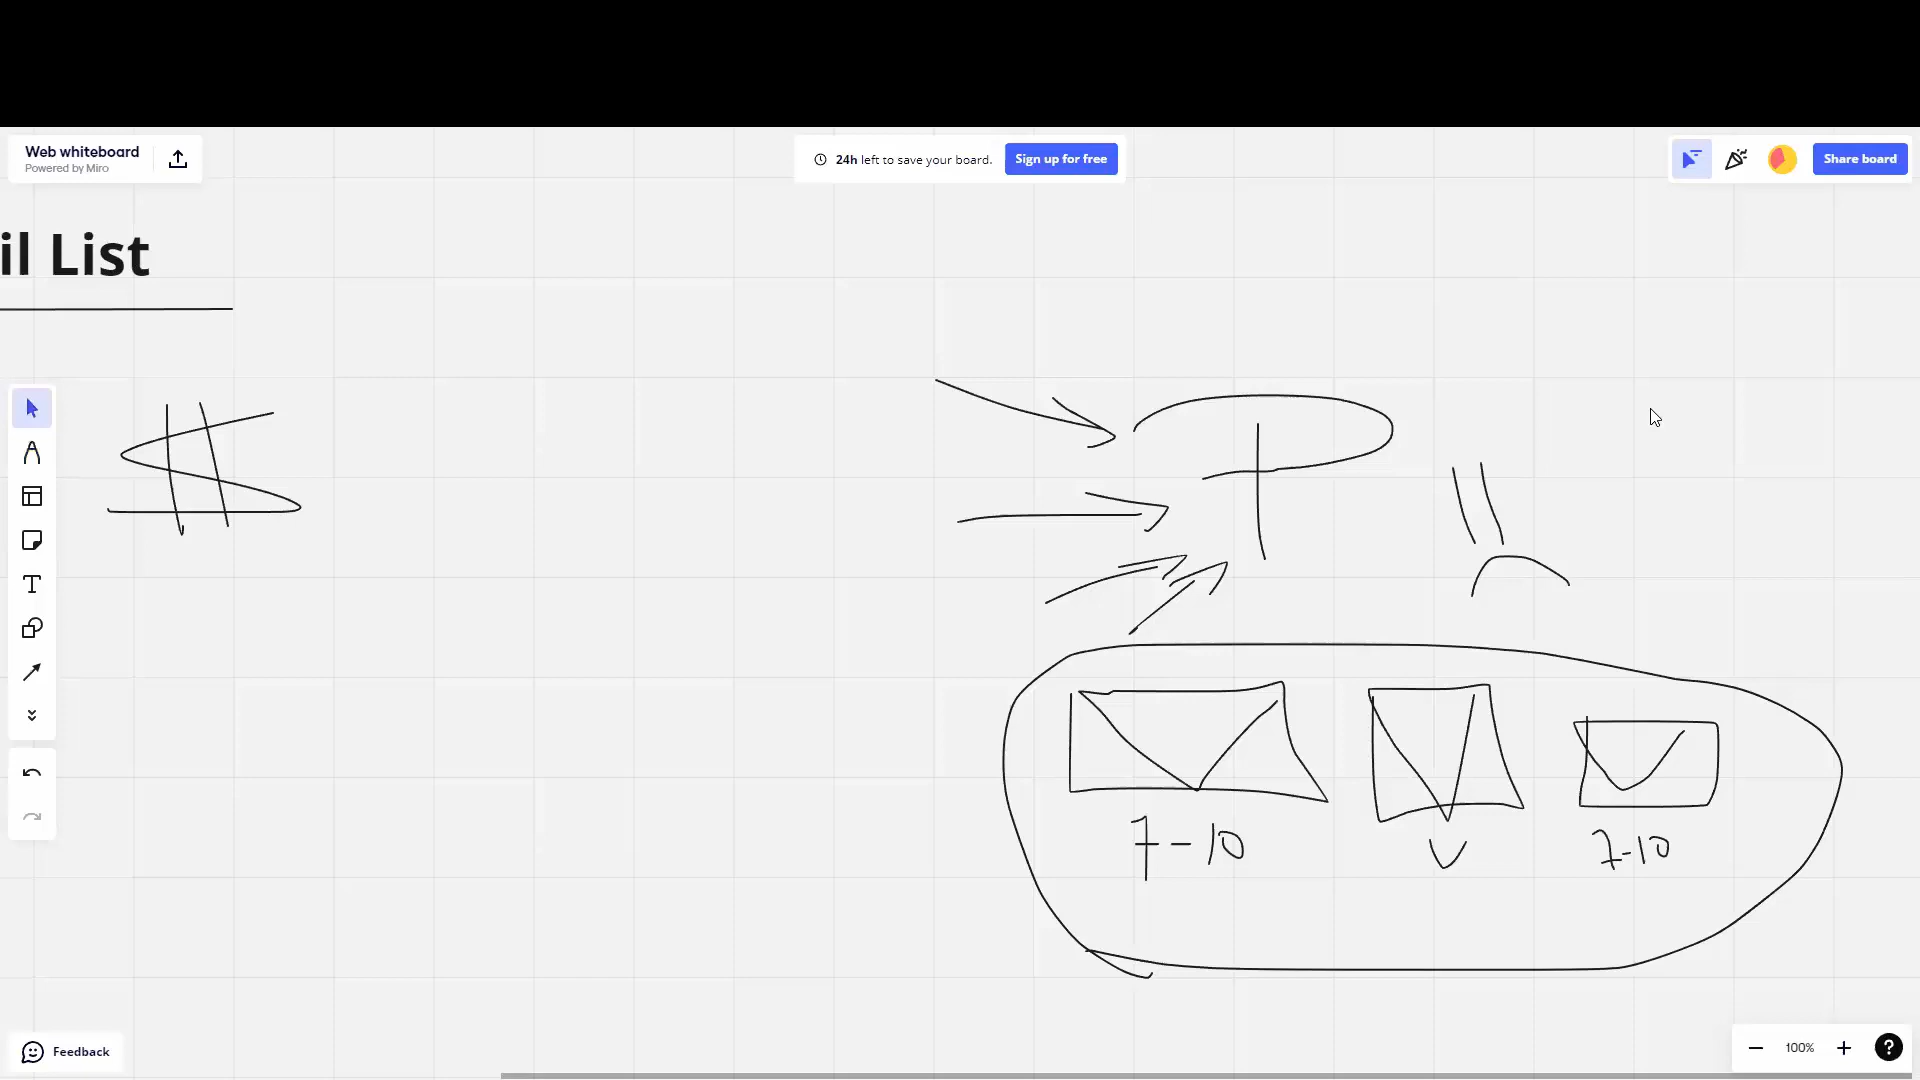 Web whiteboard
Powered by Miro
24h left to save your board.
Sign up for free
Share board
il List
$
P
7-10
7-10
Feedback
100%